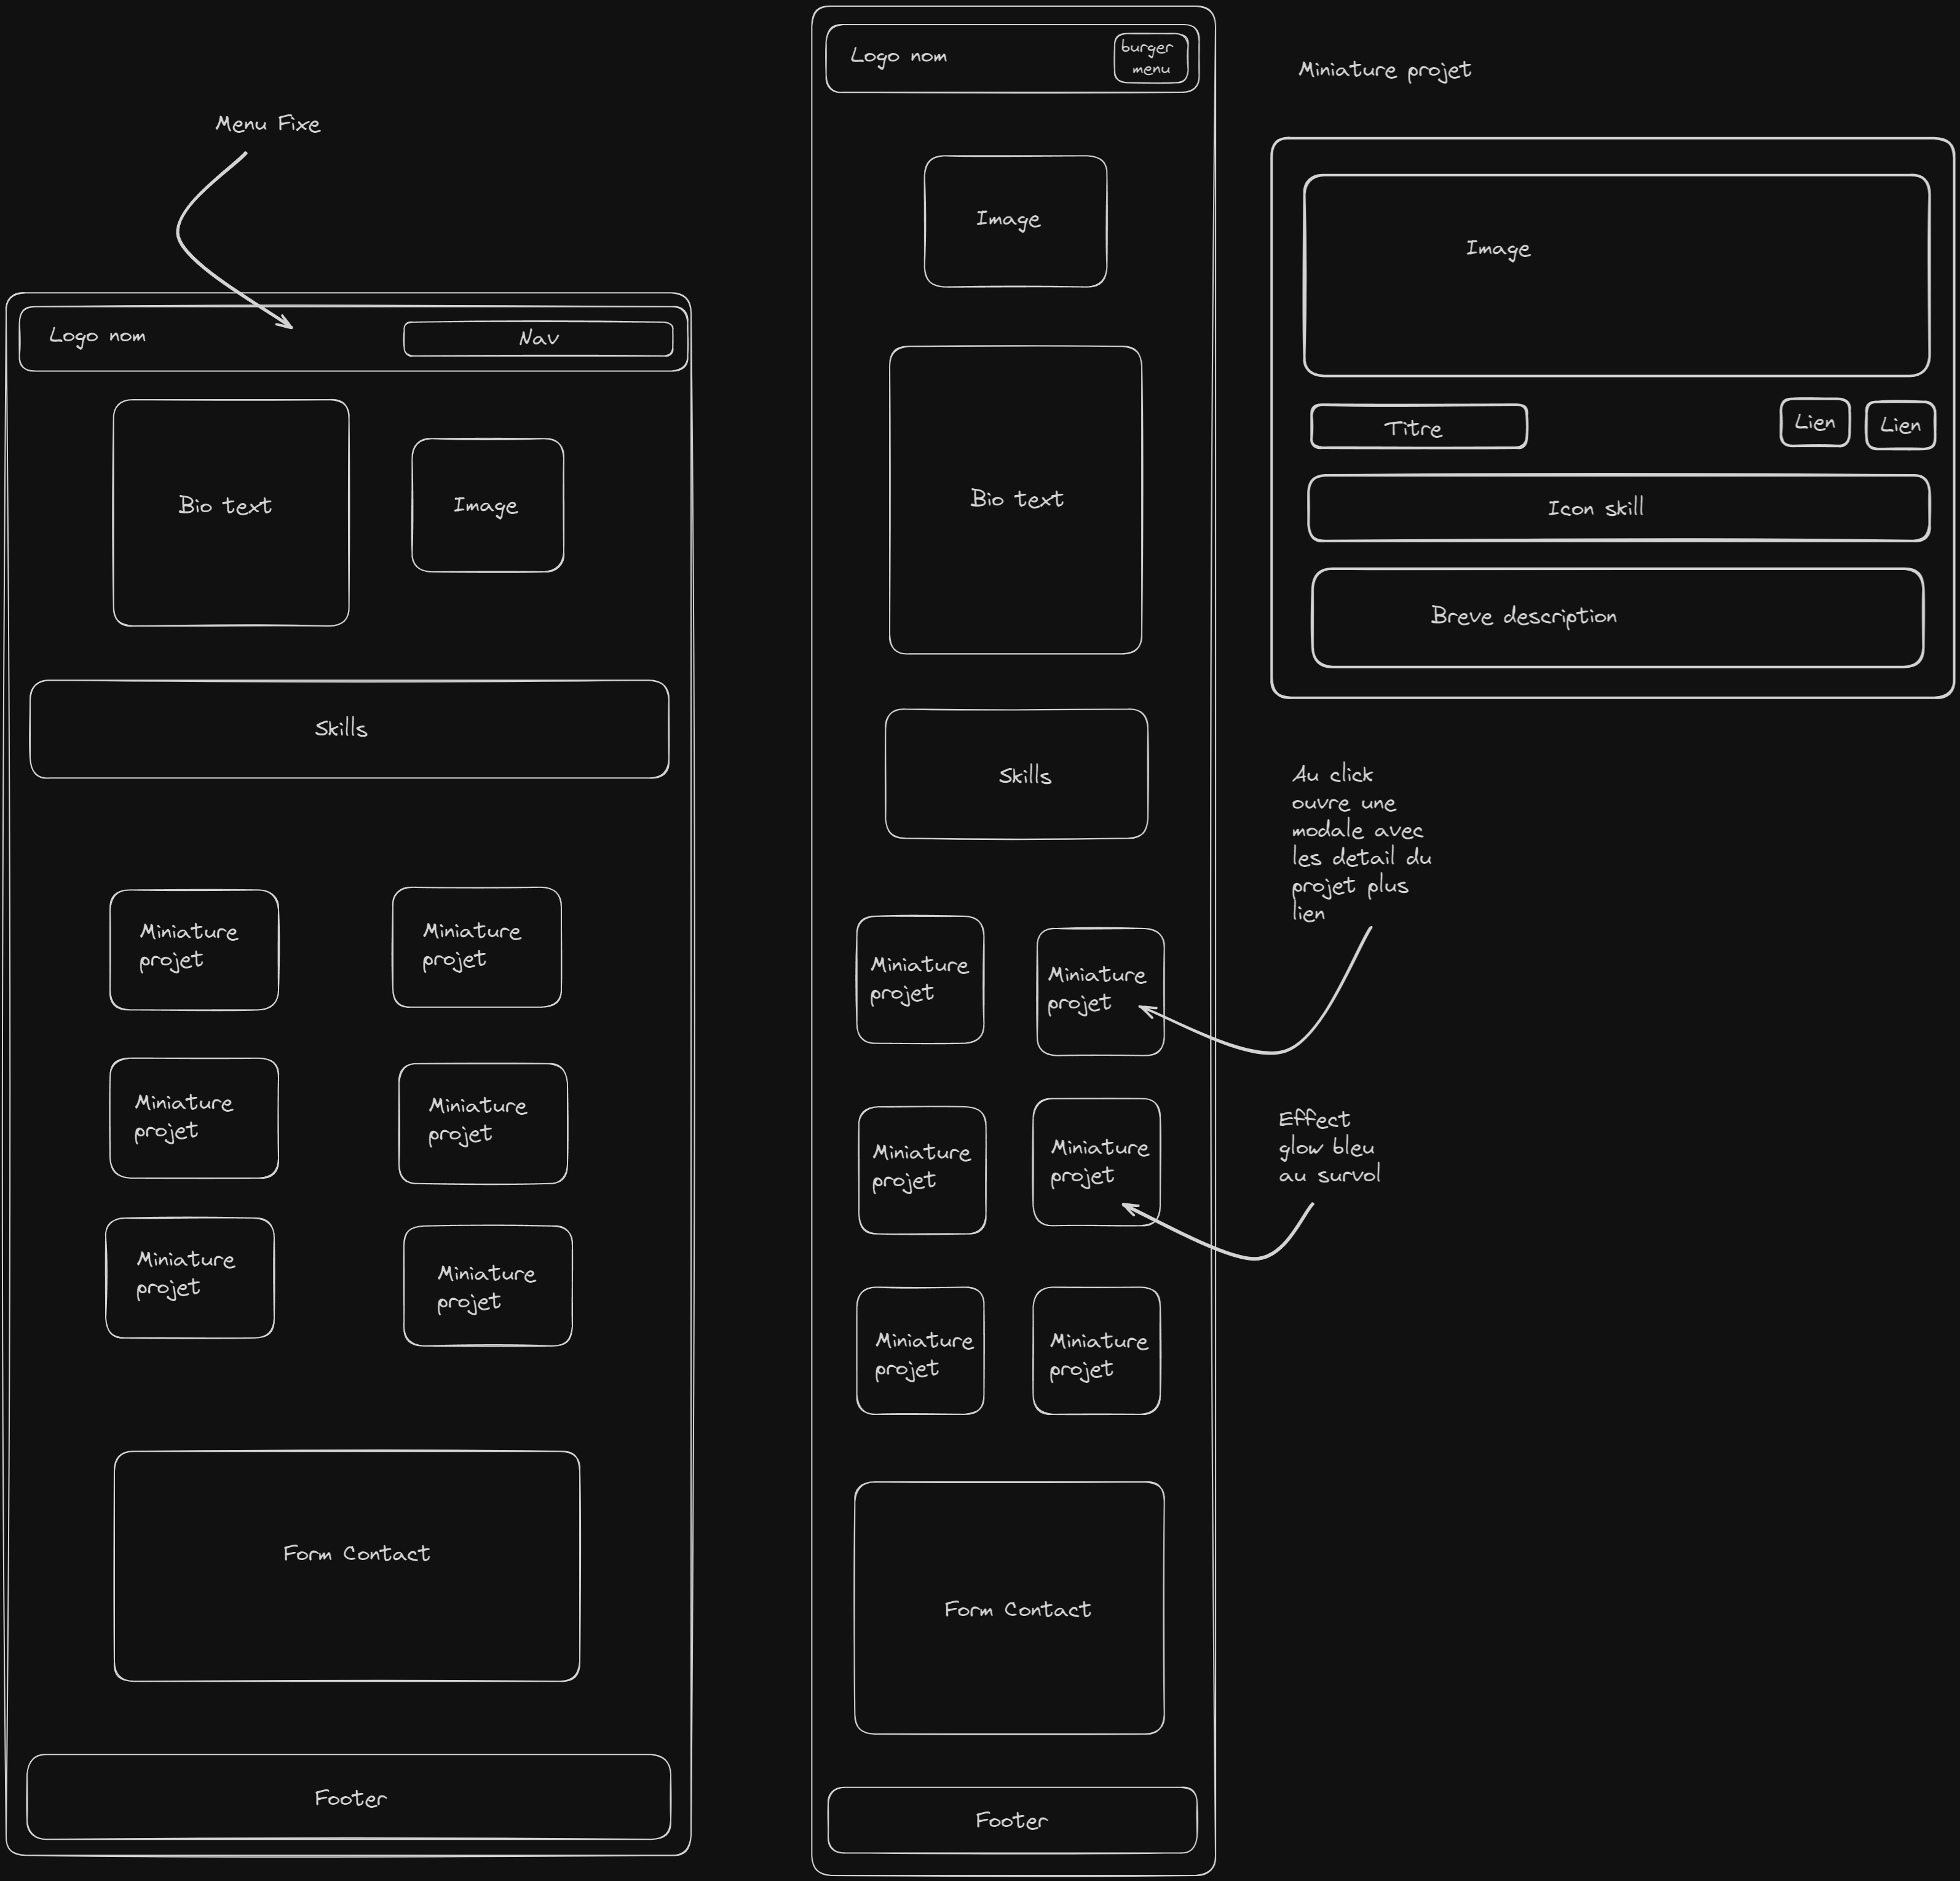 Menu Fixe
Logo nom
Nav
Bio text
Image
Skills
Miniature
projet
Miniature
projet
Miniature
projet
Miniature
projet
Miniature
projet
Miniature
projet
Form Contact
Footer
Logo nom
burger
menu
Image
Bio text
Skills
Miniature
projet
Miniature
projet
Miniature
projet
Miniature
projet
Miniature
projet
Miniature
projet
Form Contact
Footer
Miniature projet
Image
Titre
Lien
Lien
Icon skill
Breve description
Au click
ouvre une
modale avec
les detail du
projet plus
lien
Effect
glow bleu
au survol